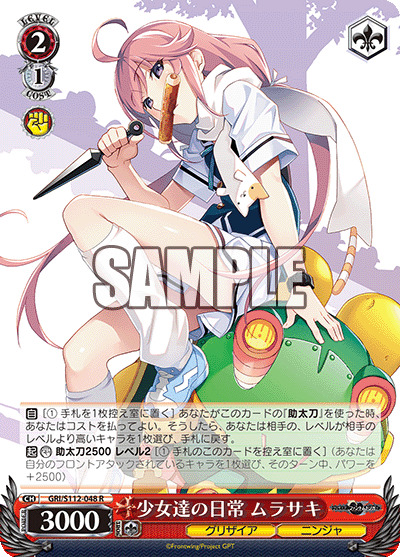 LEVEL
2
1
COST
SAMPLE
自 [① 手札を1枚控え室に置く] あなたがこのカードの「助太刀」を使った時、
あなたはコストを払ってよい。そうしたら、あなたは相手の、レベルが相手の
レベルより高いキャラを1枚選び、手札に戻す。
起 助太刀2500 レベル2 [① 手札のこのカードを控え室に置く] (あなたは
自分のフロントアタックされているキャラを1枚選び、そのターン中、パワーを
+2500)
CH GRI/S112-048 R
POWER
3000
少女達の日常 ムラサキ
グリザイア ニンジャ
©Frontwing/Project GPT